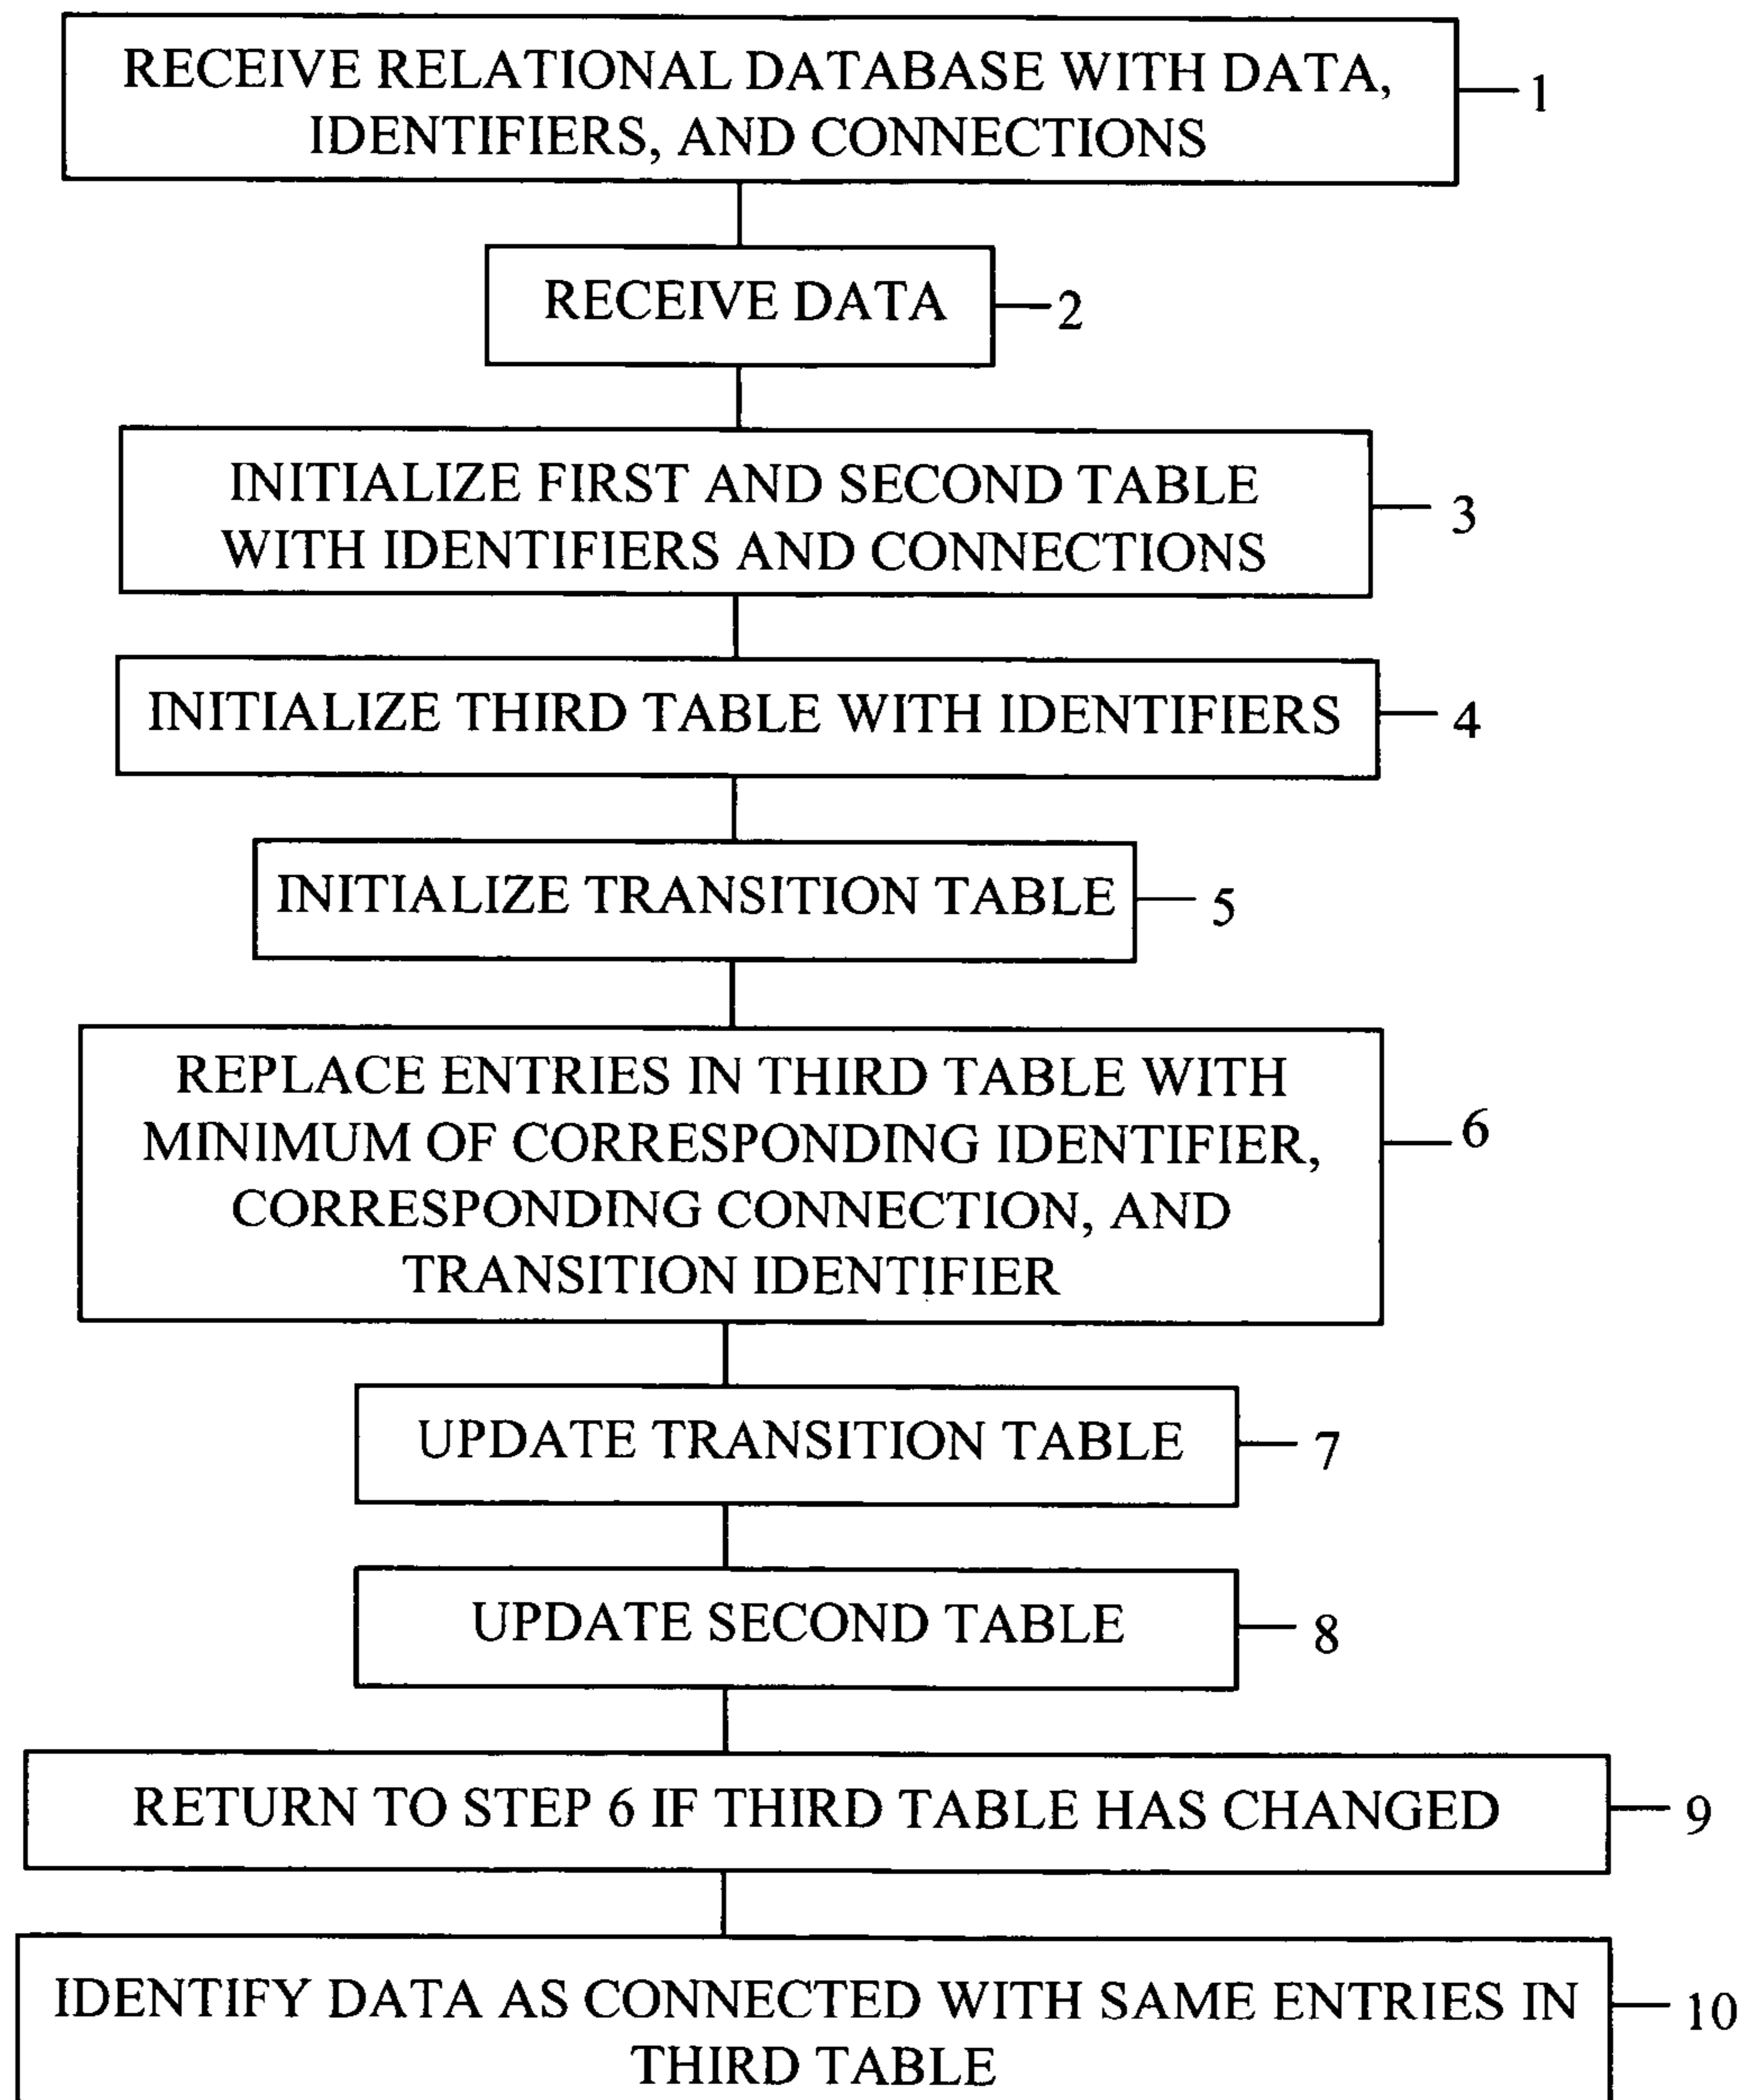 RECEIVE RELATIONAL DATABASE WITH DATA,
IDENTIFIERS, AND CONNECTIONS
1
RECEIVE DATA
2
INITIALIZE FIRST AND SECOND TABLE
WITH IDENTIFIERS AND CONNECTIONS
3
INITIALIZE THIRD TABLE WITH IDENTIFIERS
4
INITIALIZE TRANSITION TABLE
5
REPLACE ENTRIES IN THIRD TABLE WITH
MINIMUM OF CORRESPONDING IDENTIFIER,
CORRESPONDING CONNECTION, AND
TRANSITION IDENTIFIER
6
UPDATE TRANSITION TABLE
7
UPDATE SECOND TABLE
8
RETURN TO STEP 6 IF THIRD TABLE HAS CHANGED
9
IDENTIFY DATA AS CONNECTED WITH SAME ENTRIES IN
THIRD TABLE
10